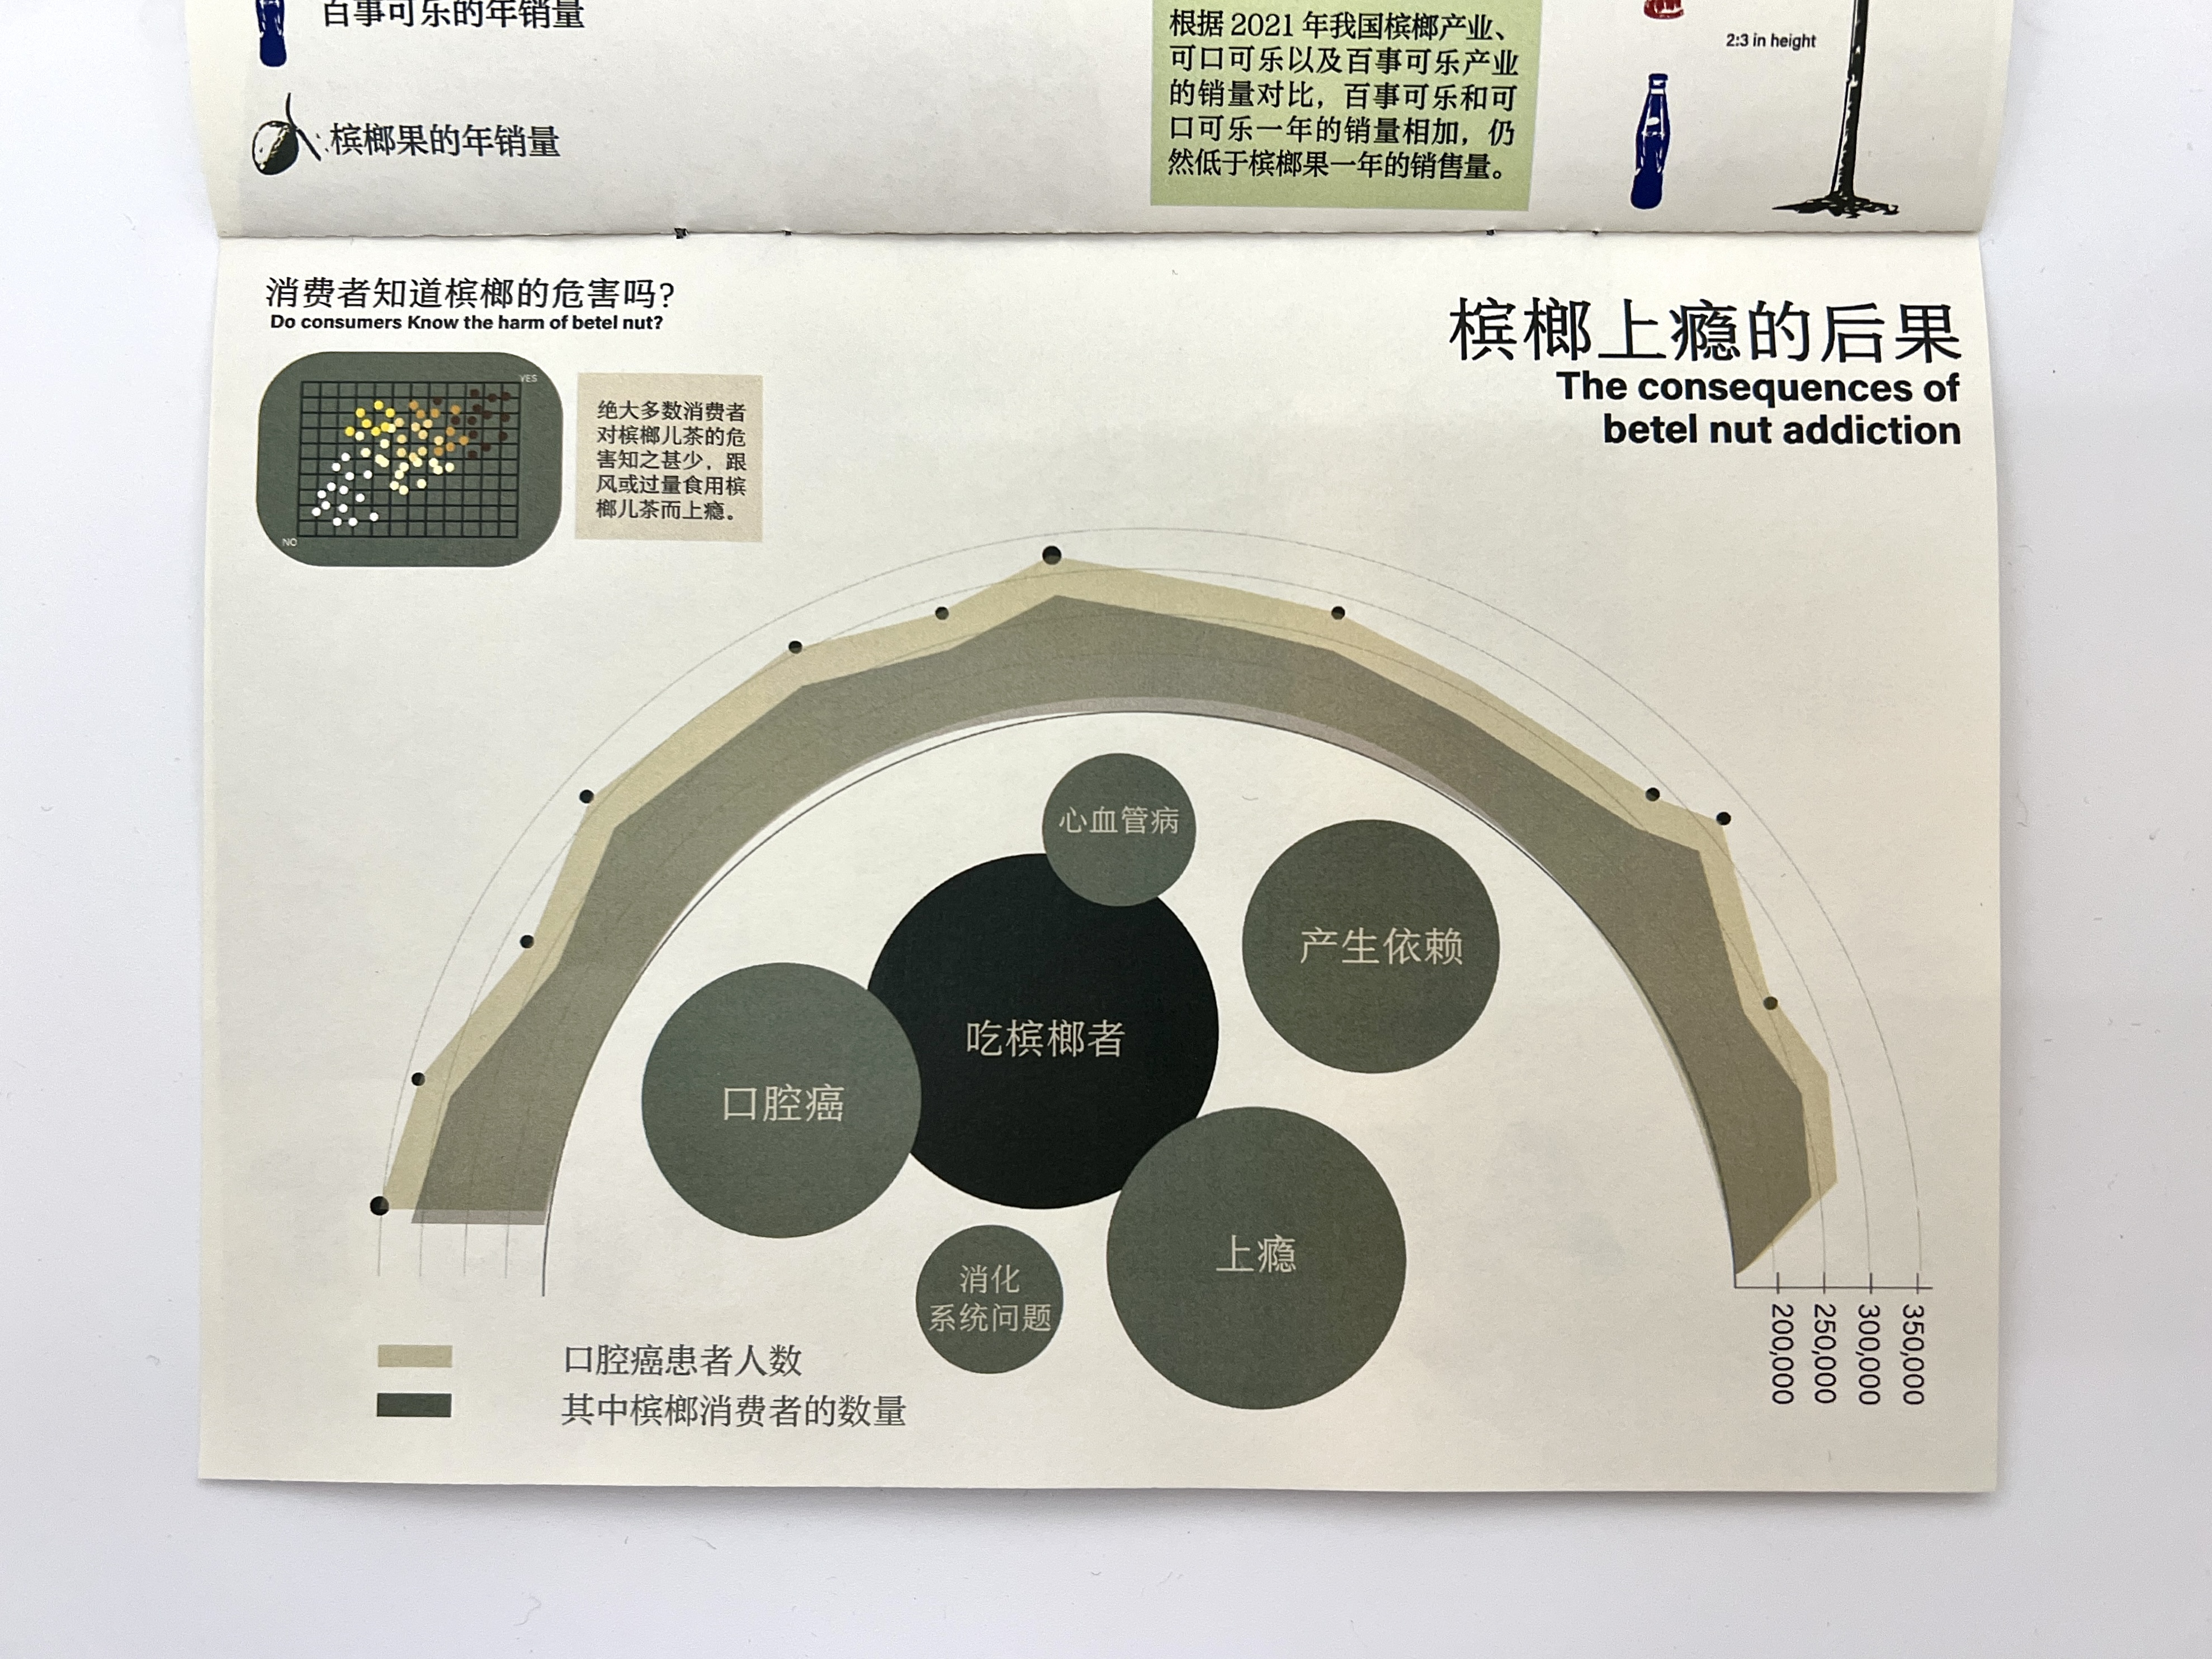 百事可乐的年销量
槟榔果的年销量
根据 2021 年我国槟榔产业、
可口可乐以及百事可乐产业
的销量对比，百事可乐和可
口可乐一年的销量相加，仍
然低于槟榔果一年的销售量。
2:3 in height
消费者知道槟榔的危害吗?
Do consumers Know the harm of betel nut?
YES
NO
绝大多数消费者
对槟榔儿茶的危
害知之甚少，跟
风或过量食用槟
榔儿茶而上瘾。
槟榔上瘾的后果
The consequences of
betel nut addiction
心血管病
产生依赖
吃槟榔者
口腔癌
上瘾
消化
系统问题
口腔癌患者人数
其中槟榔消费者的数量
200,000
250,000
300,000
350,000